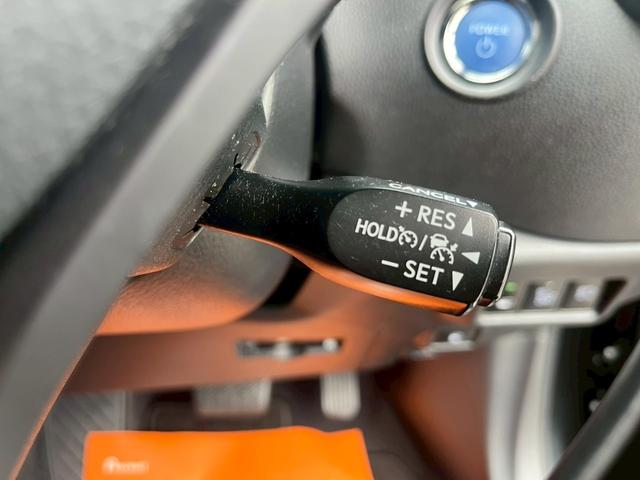 POWER
CANCEL▼
+ RES ▲
HOLD / ◀
− SET ▼